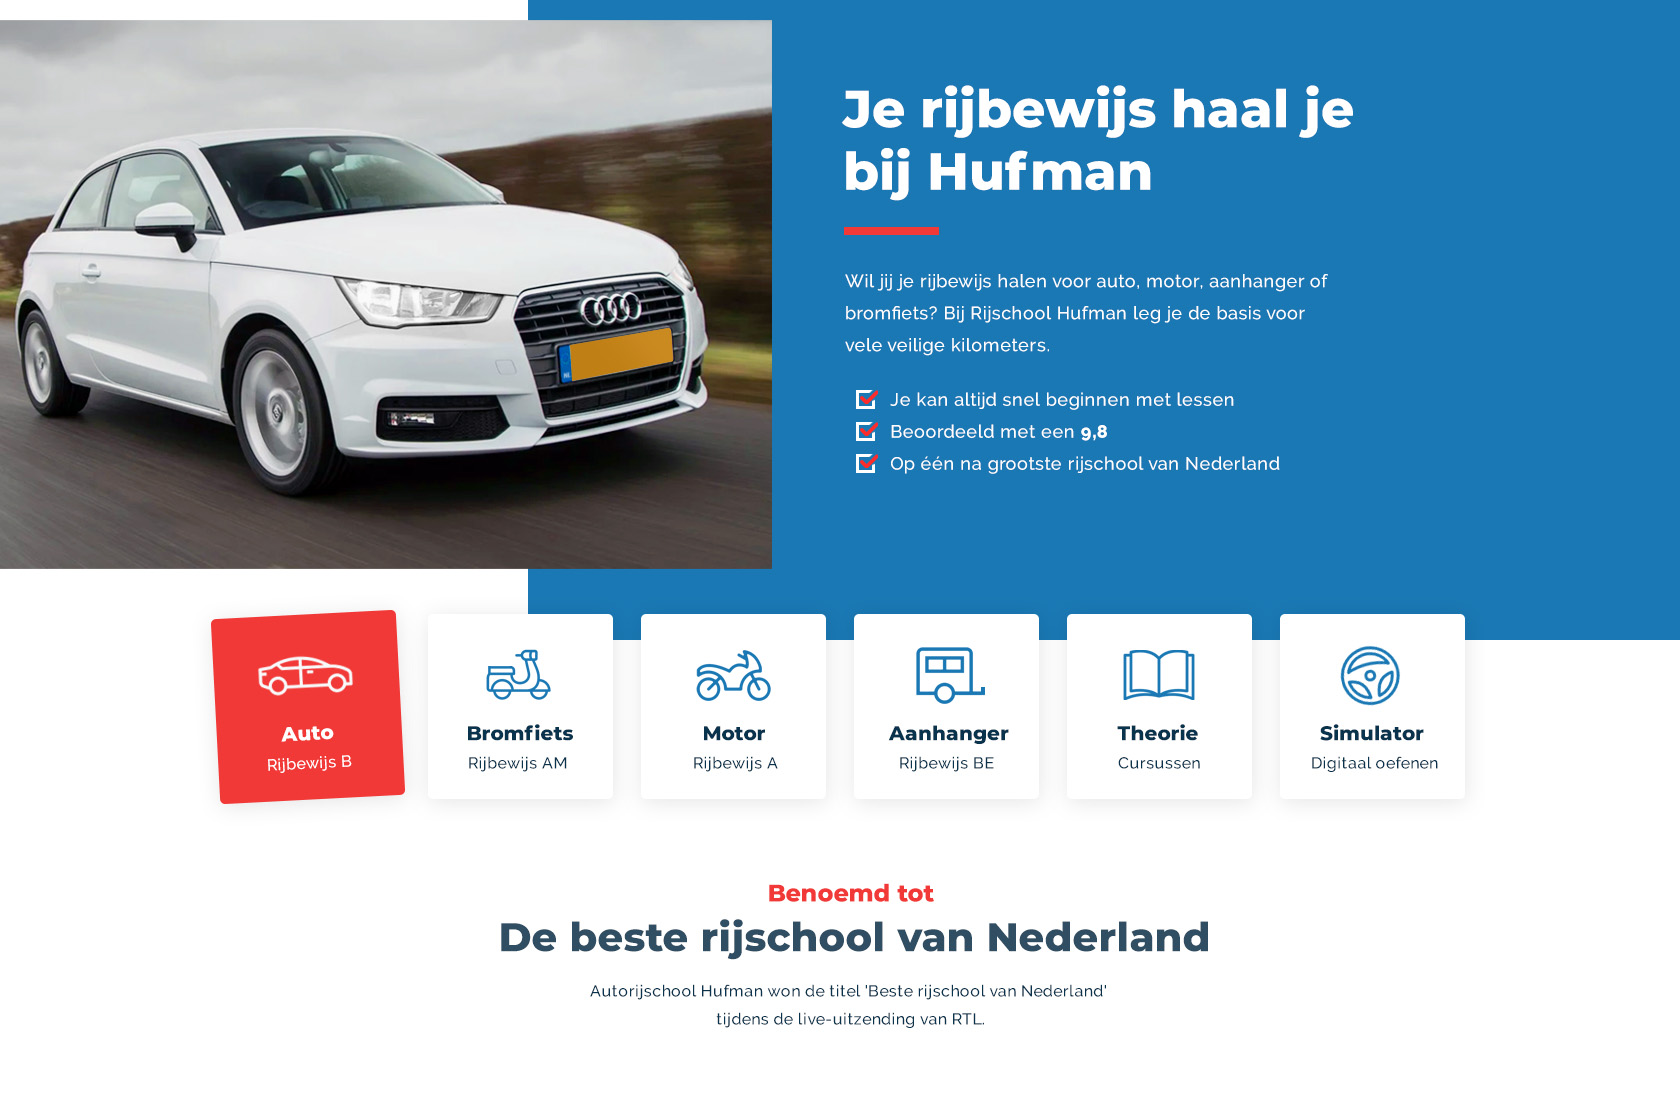 Je rijbewijs haal je
bij Hufman
Wil jij je rijbewijs halen voor auto, motor, aanhanger of
bromfiets? Bij Rijschool Hufman leg je de basis voor
vele veilige kilometers.
Je kan altijd snel beginnen met lessen
Beoordeeld met een 9,8
Op één na grootste rijschool van Nederland
NL
Auto
Rijbewijs B
Bromfiets
Rijbewijs AM
Motor
Rijbewijs A
Aanhanger
Rijbewijs BE
Theorie
Cursussen
Simulator
Digitaal oefenen
Benoemd tot
De beste rijschool van Nederland
Autorijschool Hufman won de titel 'Beste rijschool van Nederland'
tijdens de live-uitzending van RTL.